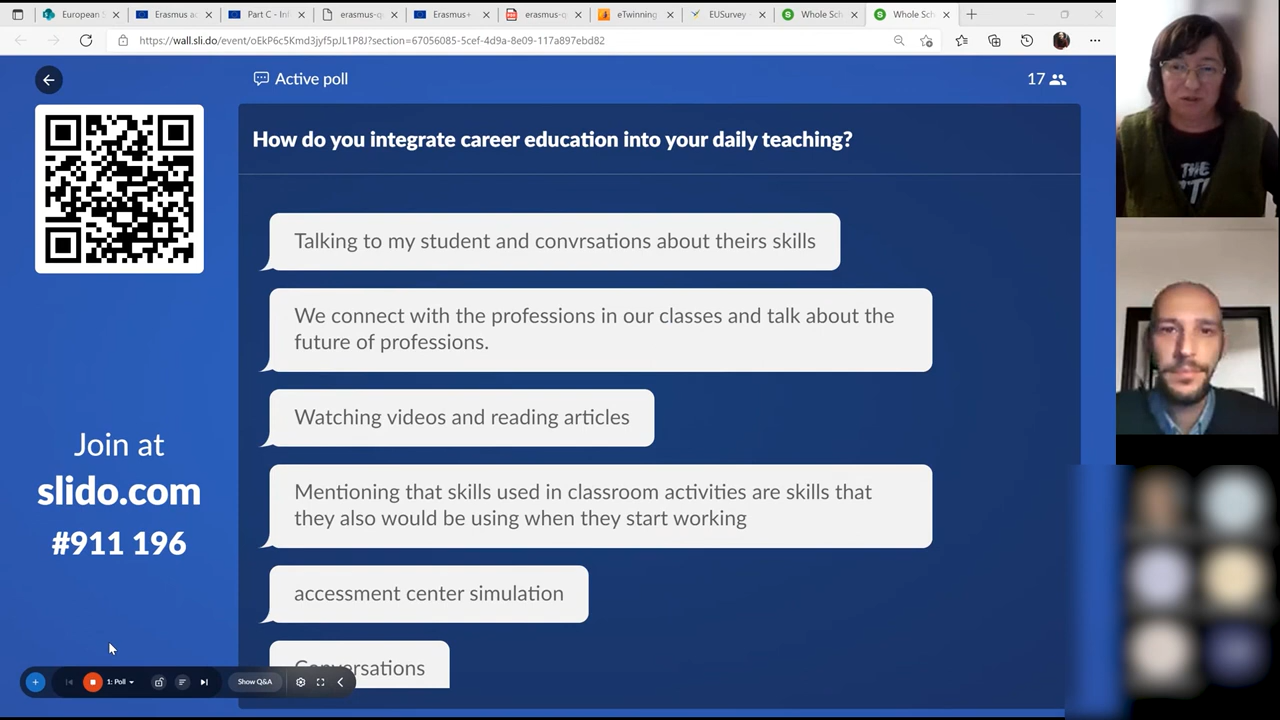 European S
Erasmus ac
Part C - Inf
erasmus-q
Erasmus+
erasmus-q
eTwinning
EUSurvey
Whole Sch
Whole Sch
https://wall.sli.do/event/oEkP6c5Kmd3jyf5pJL1P8J?section=67056085-5cef-4d9a-8e09-117a897ebd82
Active poll
17
How do you integrate career education into your daily teaching?
Talking to my student and convrsations about theirs skills
We connect with the professions in our classes and talk about the
future of professions.
Watching videos and reading articles
Mentioning that skills used in classroom activities are skills that
they also would be using when they start working
accessment center simulation
Conversations
Join at
slido.com
#911 196
1: Poll
Show Q&A
THE